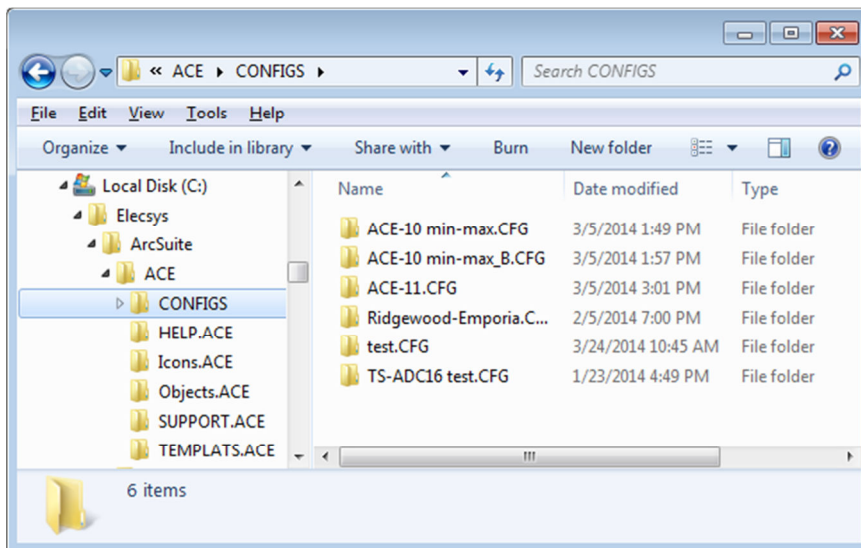 « ACE ▸ CONFIGS ▸ Search CONFIGS
File Edit View Tools Help
Organize Include in library Share with Burn New folder
Local Disk (C:)
Elecsys
ArcSuite
ACE
CONFIGS
HELP.ACE
Icons.ACE
Objects.ACE
SUPPORT.ACE
TEMPLATS.ACE
Name Date modified Type
ACE-10 min-max.CFG 3/5/2014 1:49 PM File folder
ACE-10 min-max_B.CFG 3/5/2014 1:57 PM File folder
ACE-11.CFG 3/5/2014 3:01 PM File folder
Ridgewood-Emporia.C... 2/5/2014 7:00 PM File folder
test.CFG 3/24/2014 10:45 AM File folder
TS-ADC16 test.CFG 1/23/2014 4:49 PM File folder
6 items